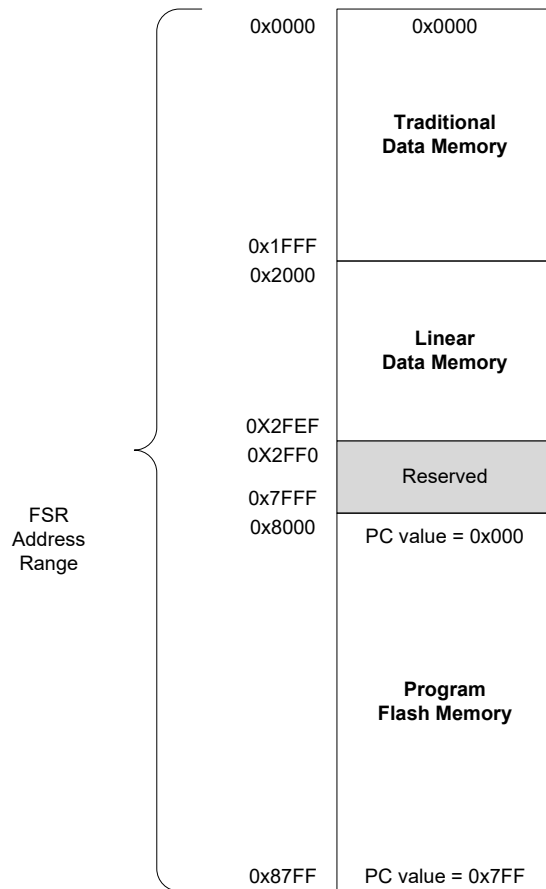 0x0000
0x0000
Traditional
Data Memory
0x1FFF
0x2000
Linear
Data Memory
0X2FEF
0X2FF0
Reserved
0x7FFF
0x8000
PC value = 0x000
FSR
Address
Range
Program
Flash Memory
0x87FF
PC value = 0x7FF